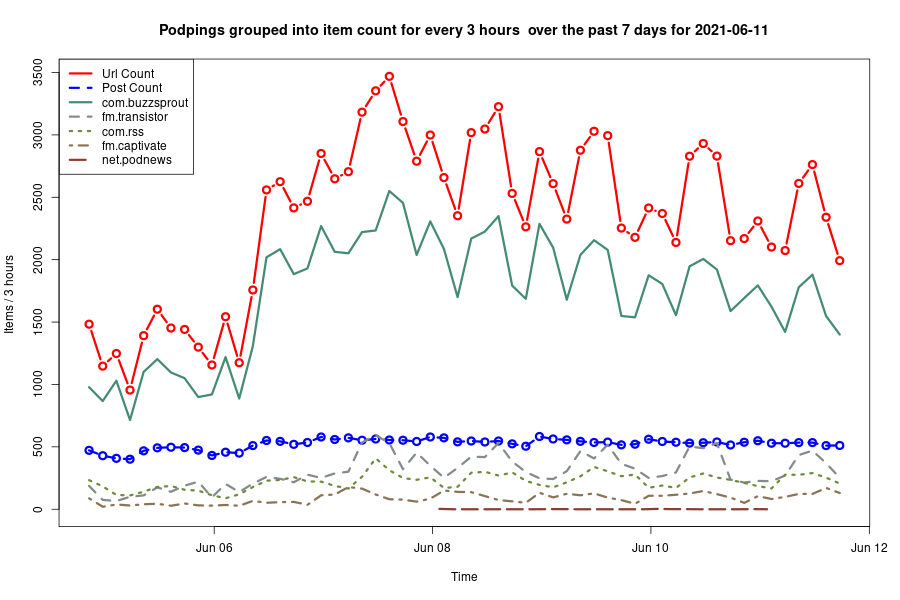 Podpings grouped into item count for every 3 hours  over the past 7 days for 2021-06-11
Url Count
Post Count
com.buzzsprout
fm.transistor
com.rss
fm.captivate
net.podnews
Items / 3 hours
3500
3000
2500
2000
1500
1000
500
0
Jun 06
Jun 08
Jun 10
Jun 12
Time